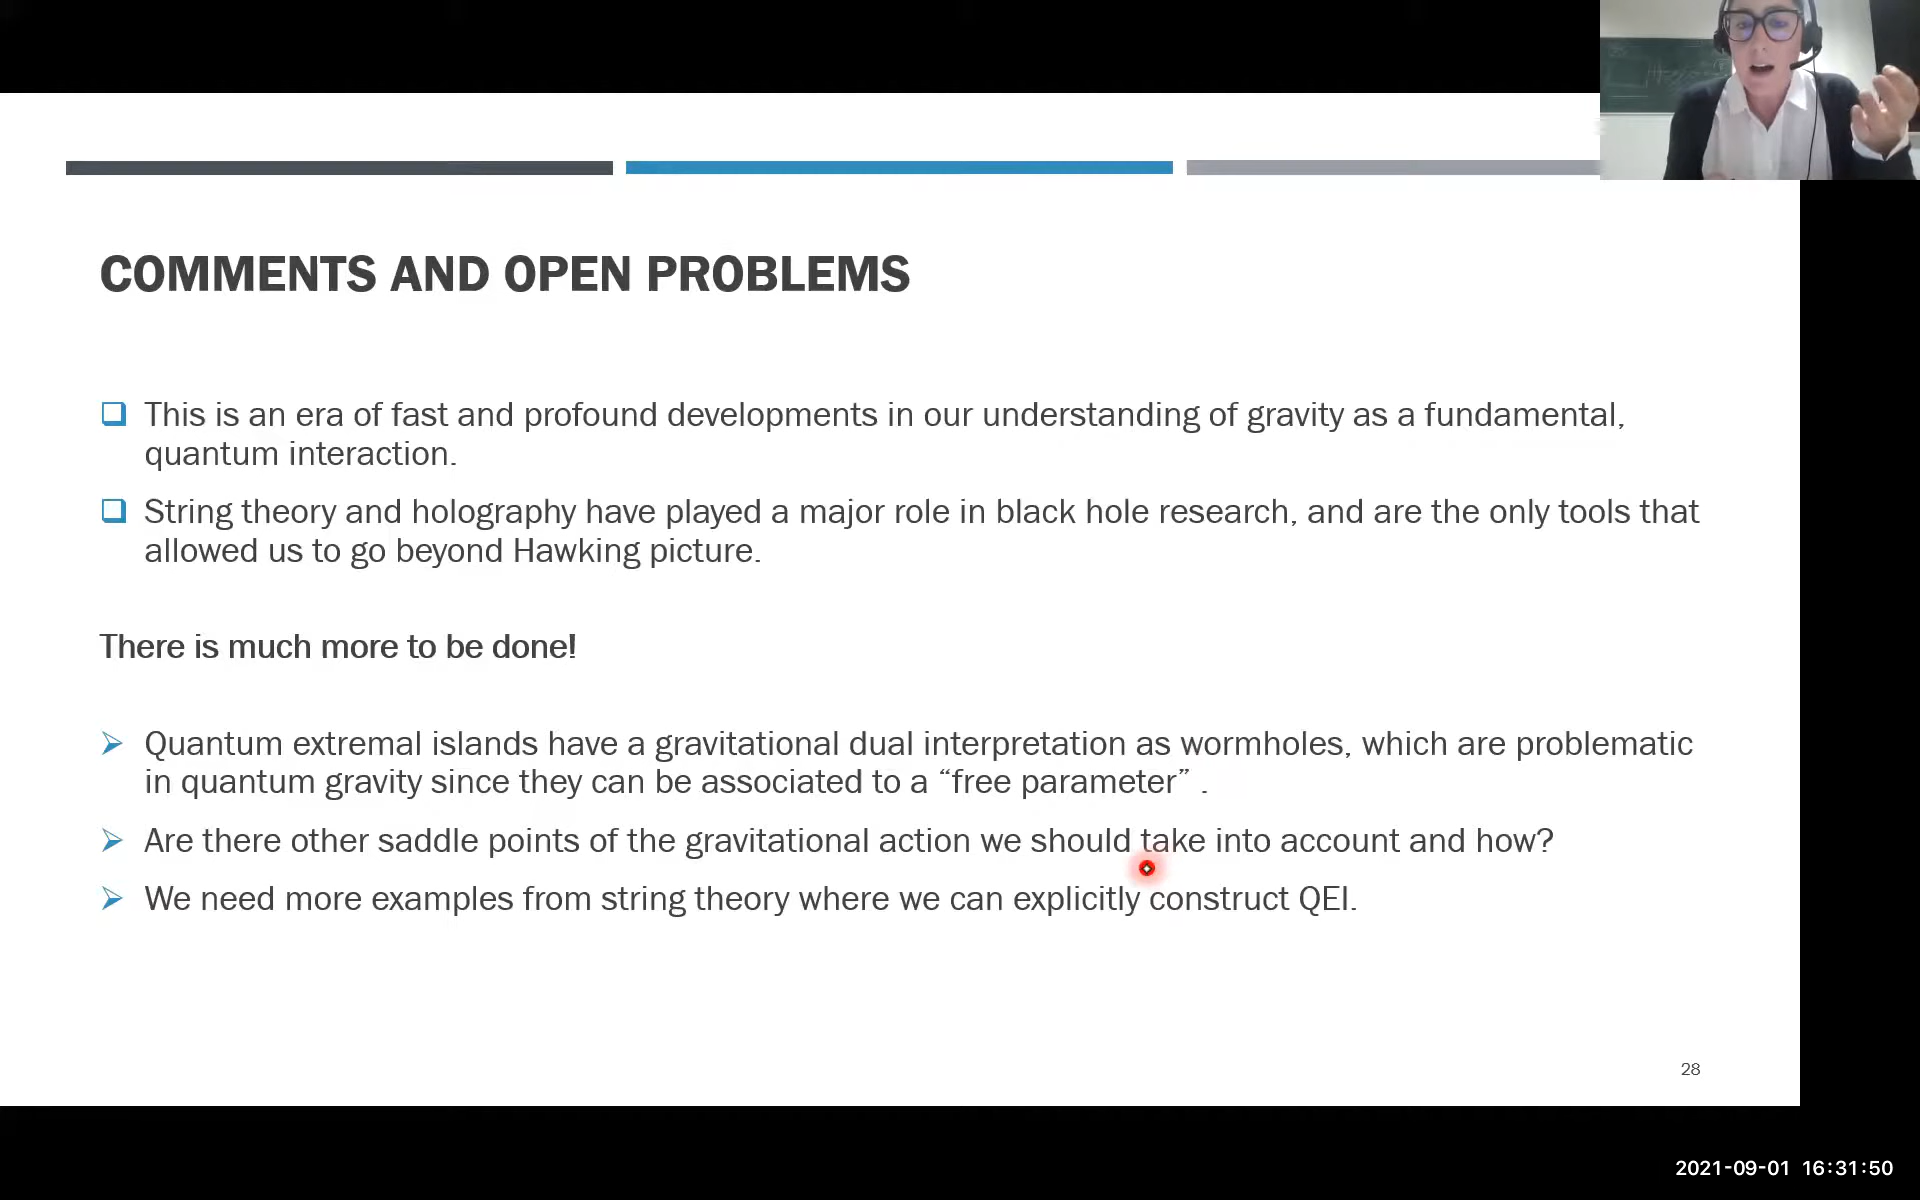 COMMENTS AND OPEN PROBLEMS
This is an era of fast and profound developments in our understanding of gravity as a fundamental,
quantum interaction.
String theory and holography have played a major role in black hole research, and are the only tools that
allowed us to go beyond Hawking picture.
There is much more to be done!
Quantum extremal islands have a gravitational dual interpretation as wormholes, which are problematic
in quantum gravity since they can be associated to a “free parameter” .
Are there other saddle points of the gravitational action we should take into account and how?
We need more examples from string theory where we can explicitly construct QEI.
28
2021-09-01 16:31:50